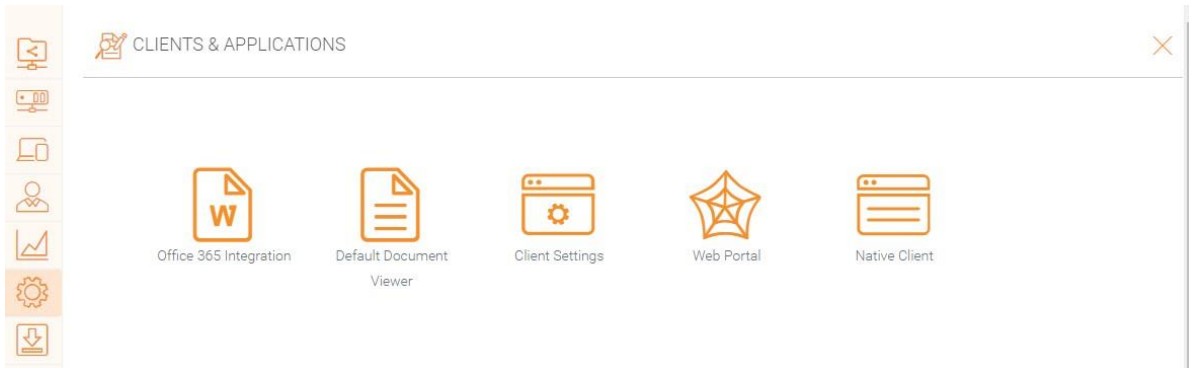 CLIENTS & APPLICATIONS
W
Office 365 Integration
Default Document
Viewer
Client Settings
Web Portal
Native Client